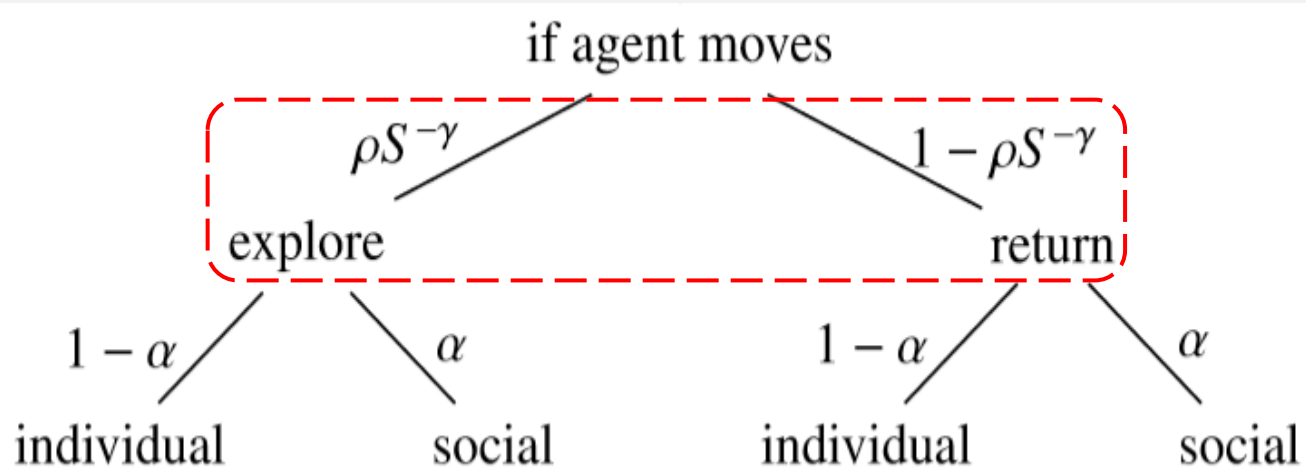 if agent moves
ρS⁻ᵞ 1 − ρS⁻ᵞ
explore return
1 − α α 1 − α α
individual social individual social